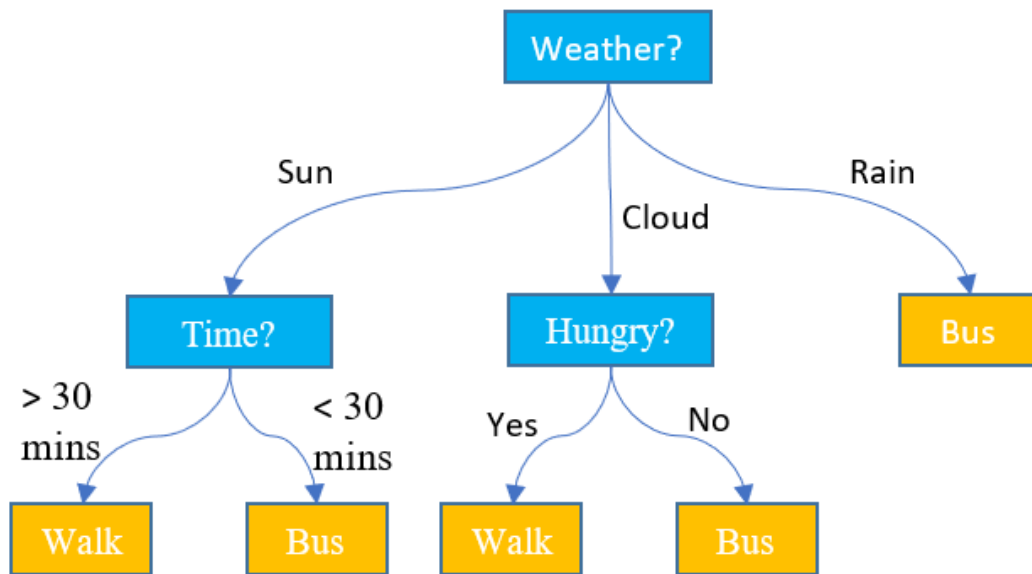 Weather?
Sun
Rain
Cloud
Time?
Hungry?
Bus
> 30
mins
< 30
mins
Yes
No
Walk
Bus
Walk
Bus